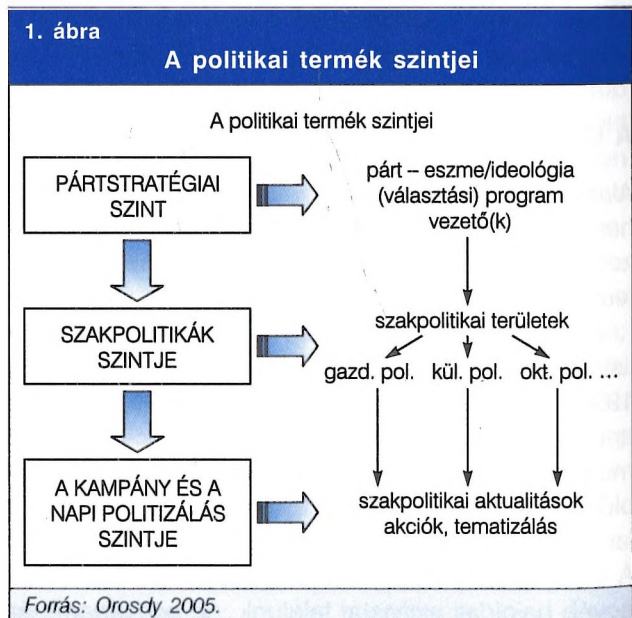 1. ábra
A politikai termék szintjei
A politikai termék szintjei
PÁRTSTRATÉGIAI
SZINT
párt – eszme/ideológia
(választási) program
vezető(k)
SZAKPOLITIKÁK
SZINTJE
szakpolitikai területek
gazd. pol. kül. pol. okt. pol. ...
A KAMPÁNY ÉS A
NAPI POLITIZÁLÁS
SZINTJE
szakpolitikai aktualitások
akciók, tematizálás
Forrás: Orosdy 2005.